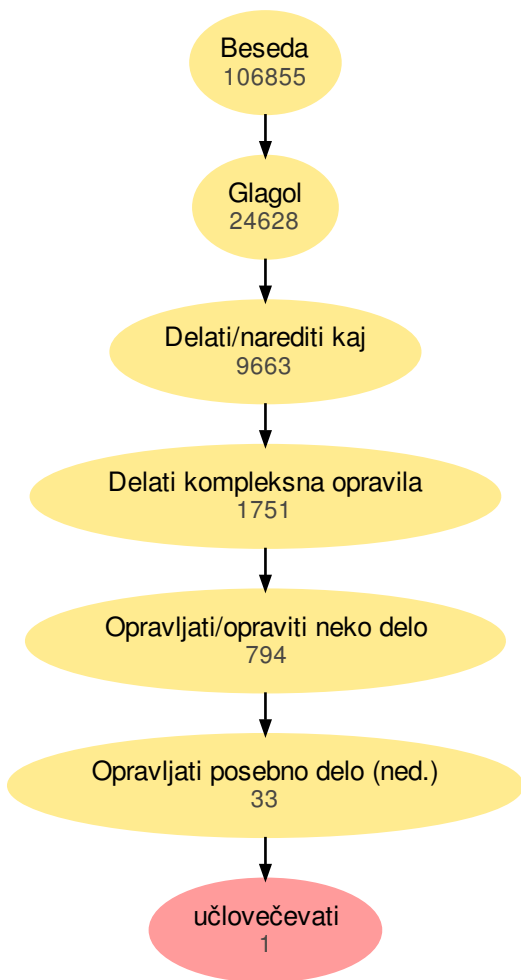 Beseda
106855
Glagol
24628
Delati/narediti kaj
9663
Delati kompleksna opravila
1751
Opravljati/opraviti neko delo
794
Opravljati posebno delo (ned.)
33
učlovečevati
1